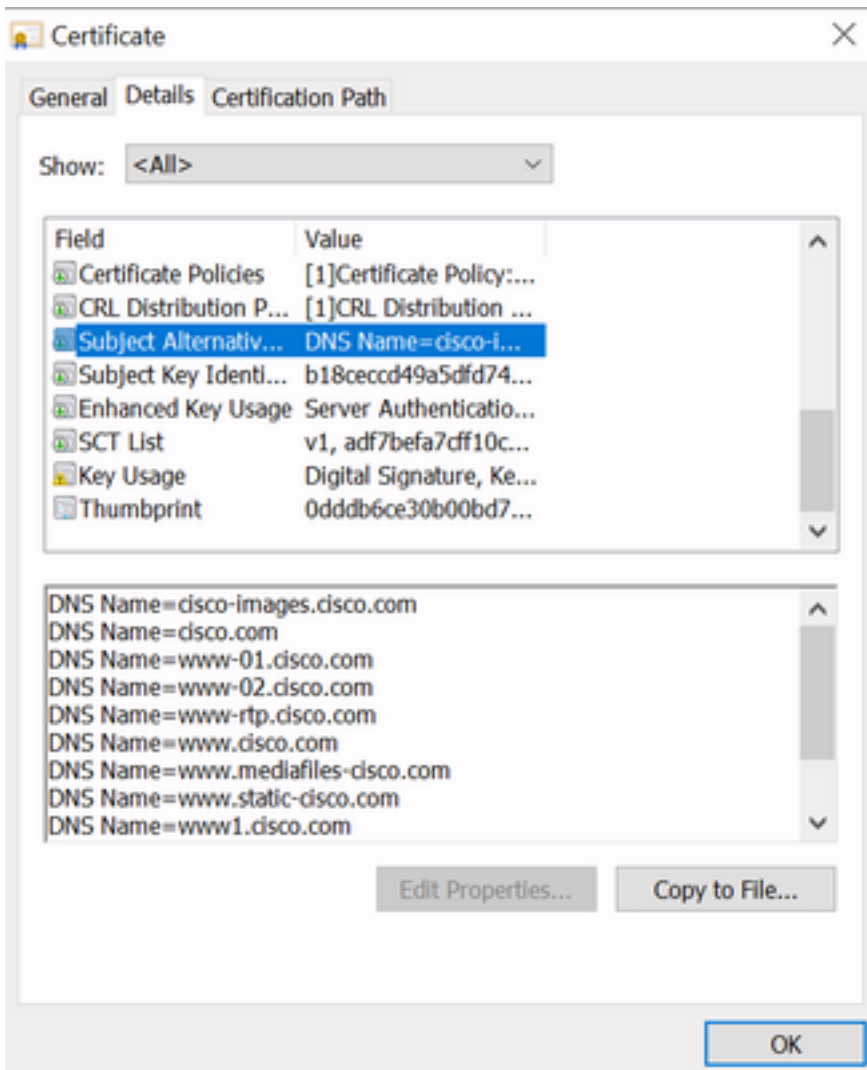 Certificate
General Details Certification Path
Show: <All>
Field Value
Certificate Policies [1]Certificate Policy:...
CRL Distribution P... [1]CRL Distribution ...
Subject Alternativ... DNS Name=cisco-i...
Subject Key Identi... b18ceccd49a5dfd74...
Enhanced Key Usage Server Authenticatio...
SCT List v1, adf7befa7cff10c...
Key Usage Digital Signature, Ke...
Thumbprint 0dddb6ce30b00bd7...
DNS Name=cisco-images.cisco.com
DNS Name=cisco.com
DNS Name=www-01.cisco.com
DNS Name=www-02.cisco.com
DNS Name=www-rtp.cisco.com
DNS Name=www.cisco.com
DNS Name=www.mediafiles-cisco.com
DNS Name=www.static-cisco.com
DNS Name=www1.cisco.com
Edit Properties... Copy to File...
OK